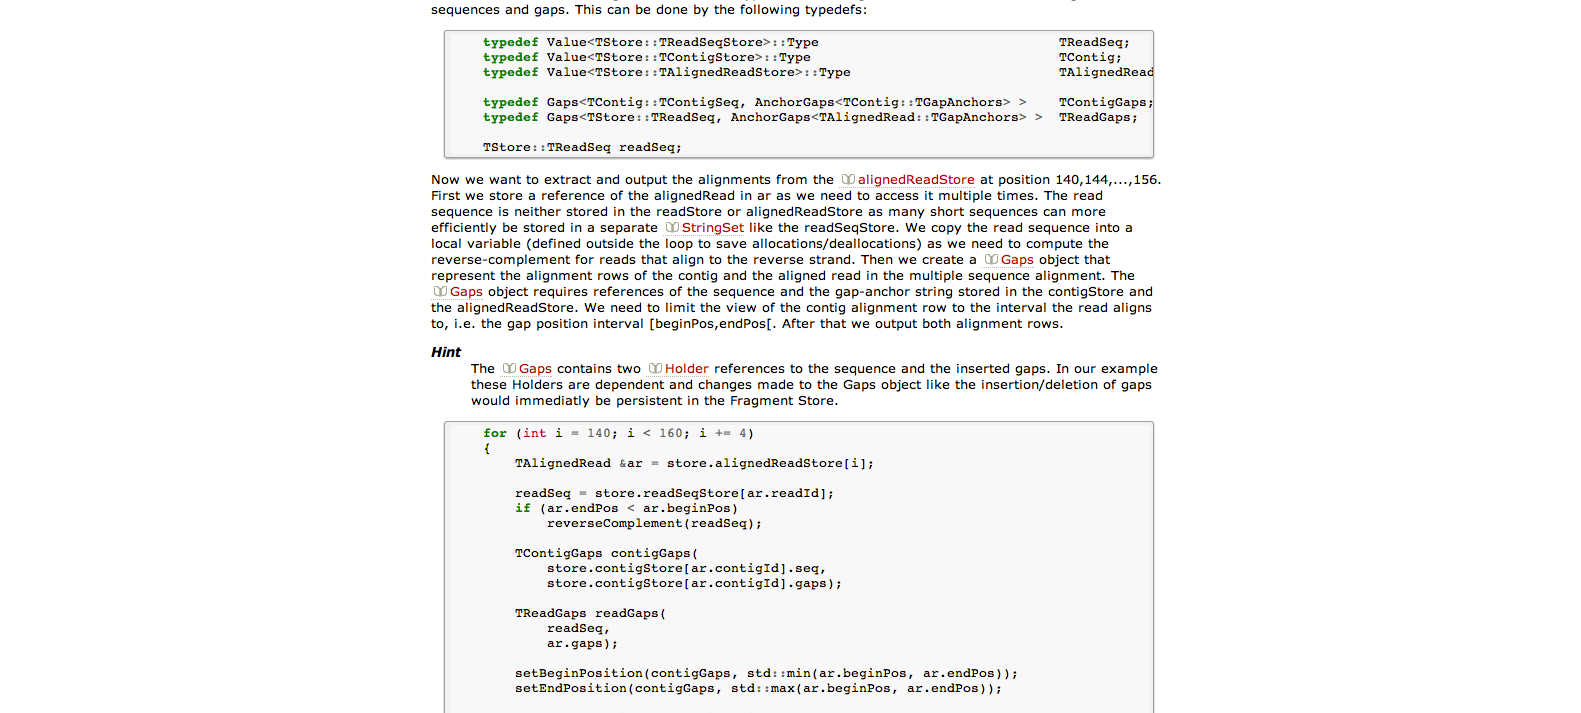 sequences and gaps. This can be done by the following typedefs:
typedef Value<TStore::TReadSeqStore>::Type TReadSeq;
typedef Value<TStore::TContigStore>::Type TContig;
typedef Value<TStore::TAlignedReadStore>::Type TAlignedRead
typedef Gaps<TContig::TContigSeq, AnchorGaps<TContig::TGapAnchors> > TContigGaps;
typedef Gaps<TStore::TReadSeq, AnchorGaps<TAlignedRead::TGapAnchors> > TReadGaps;
TStore::TReadSeq readSeq;
Now we want to extract and output the alignments from the alignedReadStore at position 140,144,...,156.
First we store a reference of the alignedRead in ar as we need to access it multiple times. The read
sequence is neither stored in the readStore or alignedReadStore as many short sequences can more
efficiently be stored in a separate StringSet like the readSeqStore. We copy the read sequence into a
local variable (defined outside the loop to save allocations/deallocations) as we need to compute the
reverse-complement for reads that align to the reverse strand. Then we create a Gaps object that
represent the alignment rows of the contig and the aligned read in the multiple sequence alignment. The
Gaps object requires references of the sequence and the gap-anchor string stored in the contigStore and
the alignedReadStore. We need to limit the view of the contig alignment row to the interval the read aligns
to, i.e. the gap position interval [beginPos,endPos[. After that we output both alignment rows.
Hint
The Gaps contains two Holder references to the sequence and the inserted gaps. In our example
these Holders are dependent and changes made to the Gaps object like the insertion/deletion of gaps
would immediatly be persistent in the Fragment Store.
for (int i = 140; i < 160; i += 4)
{
TAlignedRead &ar = store.alignedReadStore[i];
readSeq = store.readSeqStore[ar.readId];
if (ar.endPos < ar.beginPos)
reverseComplement(readSeq);
TContigGaps contigGaps(
store.contigStore[ar.contigId].seq,
store.contigStore[ar.contigId].gaps);
TReadGaps readGaps(
readSeq,
ar.gaps);
setBeginPosition(contigGaps, std::min(ar.beginPos, ar.endPos));
setEndPosition(contigGaps, std::max(ar.beginPos, ar.endPos));